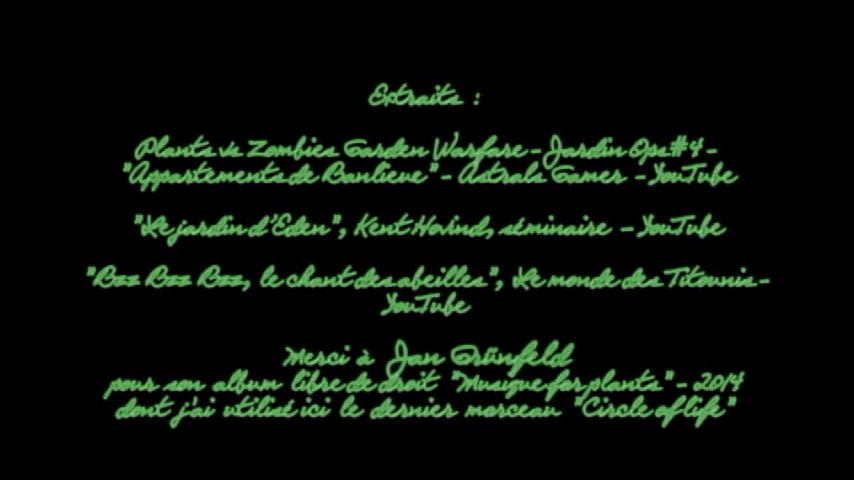 Extraits :
Plants vs Zombies Garden Warfare - Jardin Ops#4 -
"Appartements de Banlieue" - Astrals Gamer - YouTube
"Le jardin d'Eden", Kent Hovind, séminaire - YouTube
"Bzz Bzz Bzz, le chant des abeilles", Le monde des Titounis -
YouTube
Merci à Jan Grünfeld
pour son album libre de droit "Musique for plants" - 2014
dont j'ai utilisé ici le dernier morceau "Circle of life"